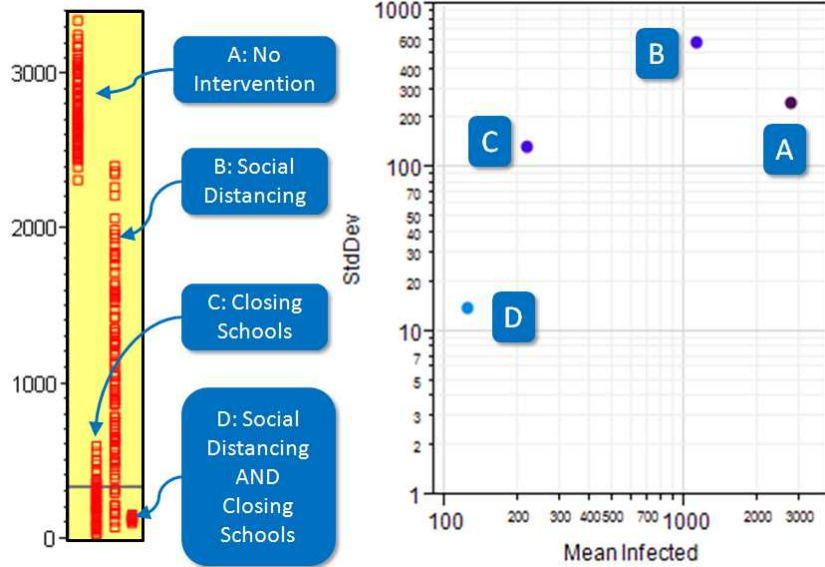 3000
2000
1000
0
A: No
Intervention
B: Social
Distancing
C: Closing
Schools
D: Social
Distancing
AND
Closing
Schools
StdDev
1000
600
400
300
200
100
70
50
40
30
20
10
7
5
4
3
2
1
B
A
C
D
100 200 300 400 500 700 1000 2000 3000
Mean Infected